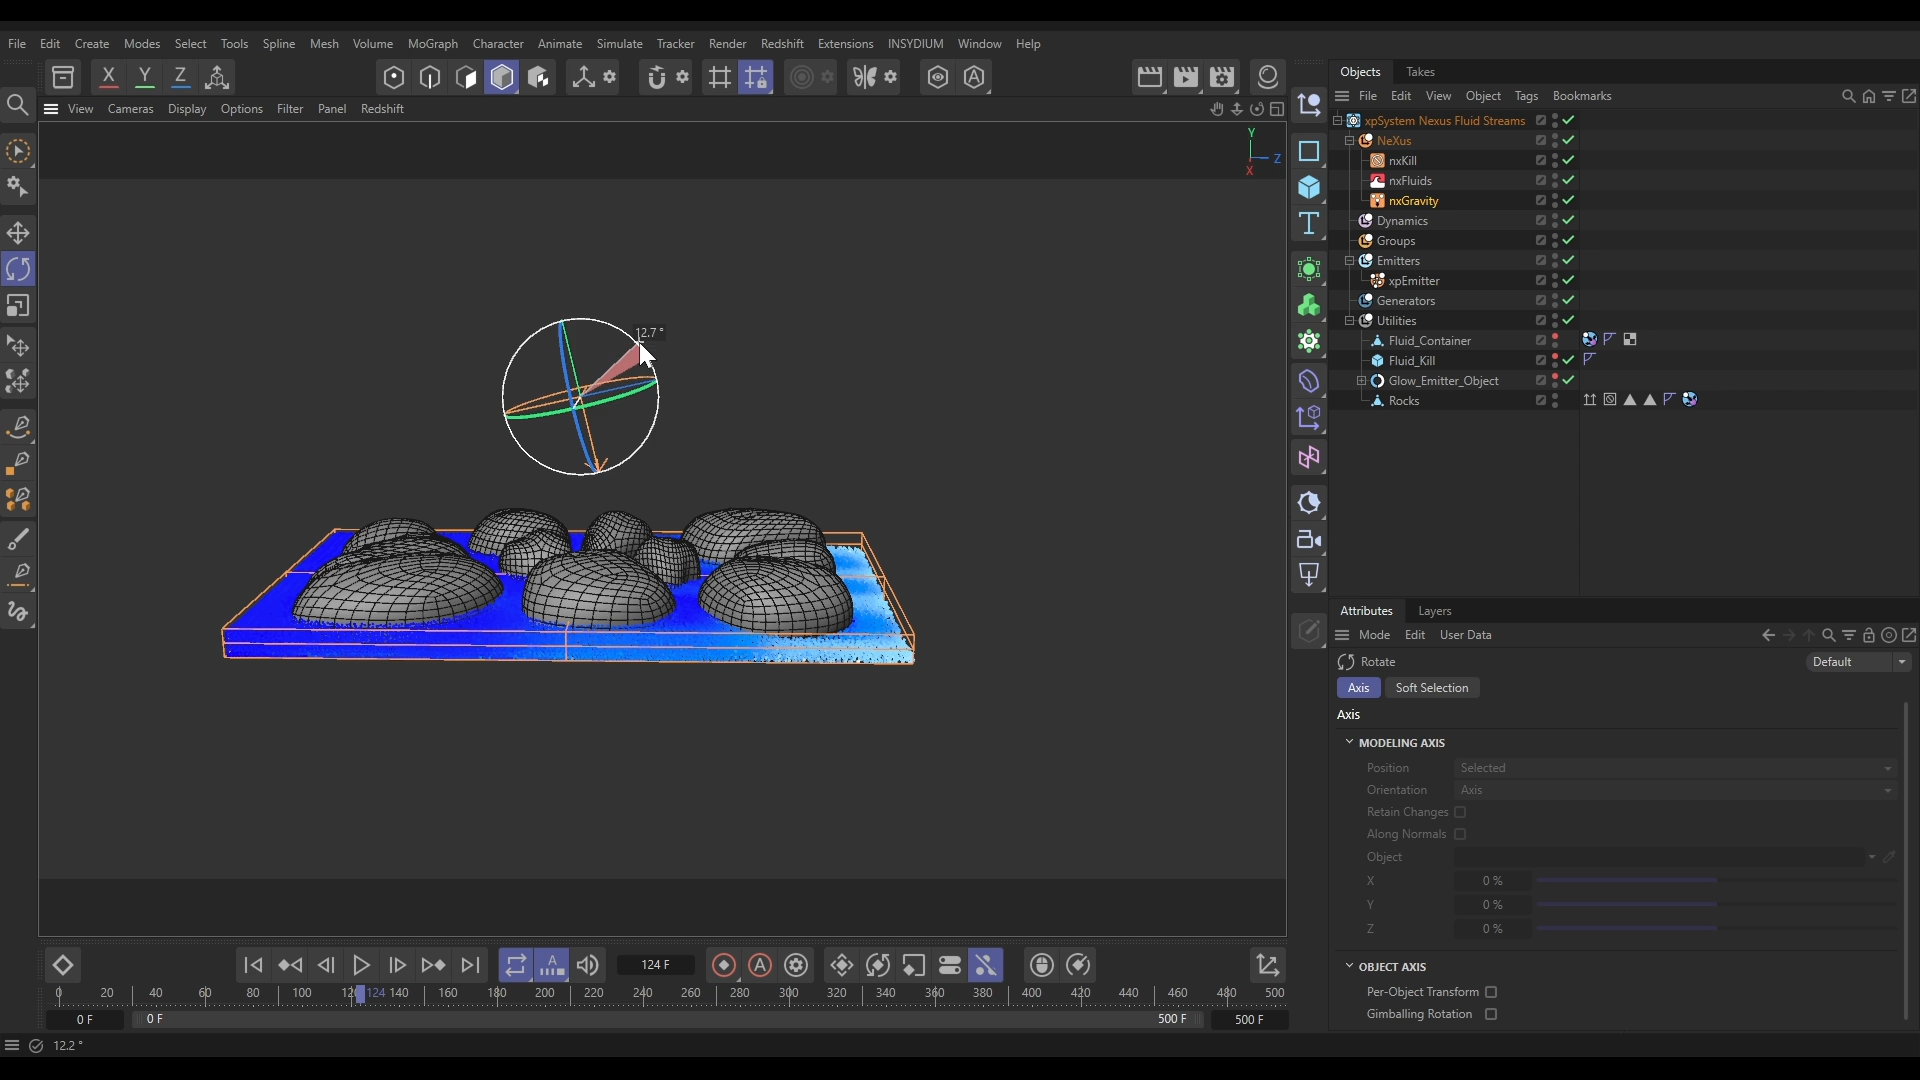 File Edit Create Modes Select Tools Spline Mesh Volume MoGraph Character Animate Simulate Tracker Render Redshift Extensions INSYDIUM Window Help
X Y Z
View Cameras Display Options Filter Panel Redshift
Y
Z
X
12.7 °
Objects Takes
File Edit View Object Tags Bookmarks
xpSystem Nexus Fluid Streams
NeXus
nxKill
nxFluids
nxGravity
Dynamics
Groups
Emitters
xpEmitter
Generators
Utilities
Fluid_Container
Fluid_Kill
Glow_Emitter_Object
Rocks
Attributes Layers
Mode Edit User Data
Rotate Default
Axis Soft Selection
Axis
MODELING AXIS
Position Selected
Orientation Axis
Retain Changes
Along Normals
Object
X 0 %
Y 0 %
Z 0 %
OBJECT AXIS
Per-Object Transform
Gimballing Rotation
124 F
0 20 40 60 80 100 124 140 160 180 200 220 240 260 280 300 320 340 360 380 400 420 440 460 480 500
0 F 0 F 500 F 500 F
12.2 °